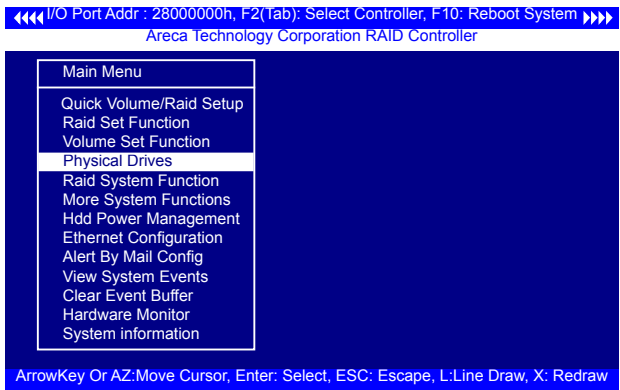 I/O Port Addr : 28000000h, F2(Tab): Select Controller, F10: Reboot System
Areca Technology Corporation RAID Controller
Main Menu
Quick Volume/Raid Setup
Raid Set Function
Volume Set Function
Physical Drives
Raid System Function
More System Functions
Hdd Power Management
Ethernet Configuration
Alert By Mail Config
View System Events
Clear Event Buffer
Hardware Monitor
System information
ArrowKey Or AZ:Move Cursor, Enter: Select, ESC: Escape, L:Line Draw, X: Redraw